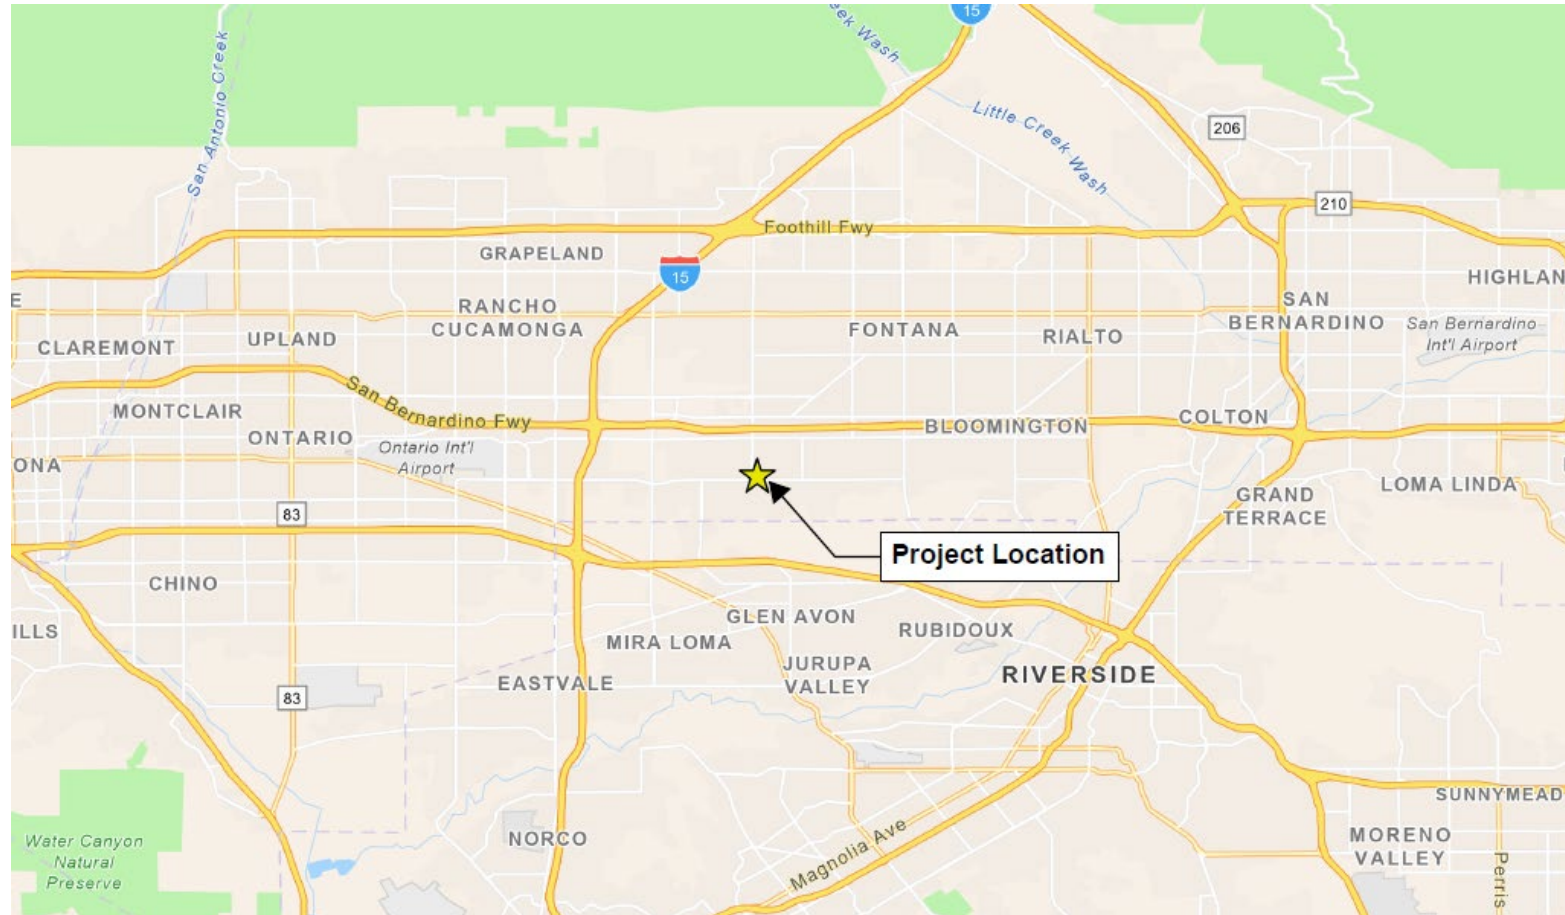 15
eek Wash
San Antonio Creek
Little Creek Wash
206
210
Foothill Fwy
GRAPELAND
15
HIGHLAN
E
RANCHO
CUCAMONGA
SAN
BERNARDINO
FONTANA
RIALTO
San Bernardino
Int'l Airport
CLAREMONT
UPLAND
San Bernardino Fwy
MONTCLAIR
COLTON
BLOOMINGTON
ONTARIO
Ontario Int'l
Airport
ONA
LOMA LINDA
GRAND
TERRACE
83
Project Location
CHINO
GLEN AVON
ILLS
RUBIDOUX
MIRA LOMA
JURUPA
VALLEY
RIVERSIDE
EASTVALE
83
SUNNYMEAD
NORCO
Water Canyon
Natural
Preserve
Magnolia Ave
MORENO
VALLEY
Perris